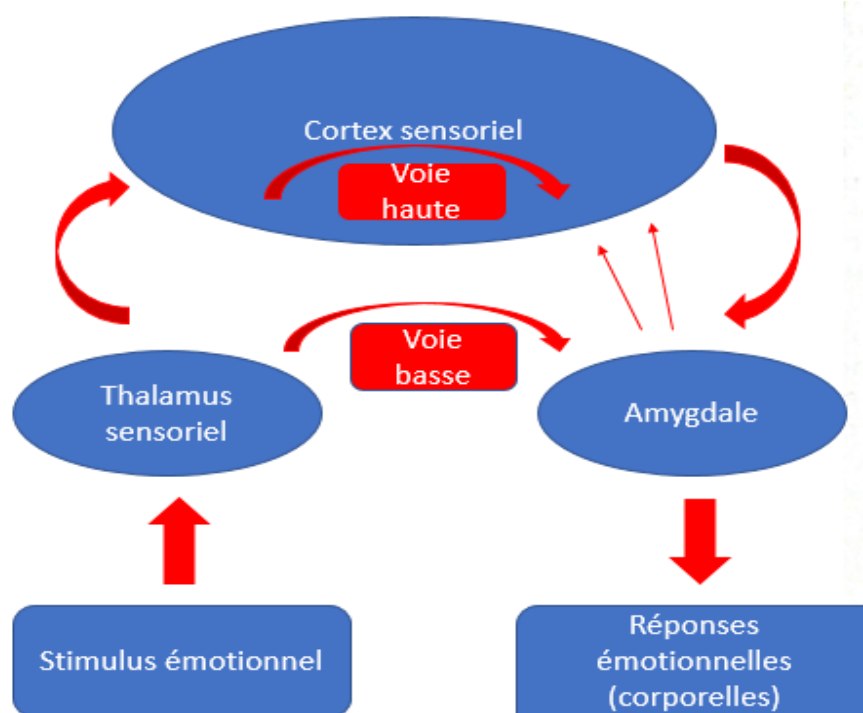 Cortex sensoriel
Voie
haute
Voie
basse
Thalamus
sensoriel
Amygdale
Stimulus émotionnel
Réponses
émotionnelles
(corporelles)